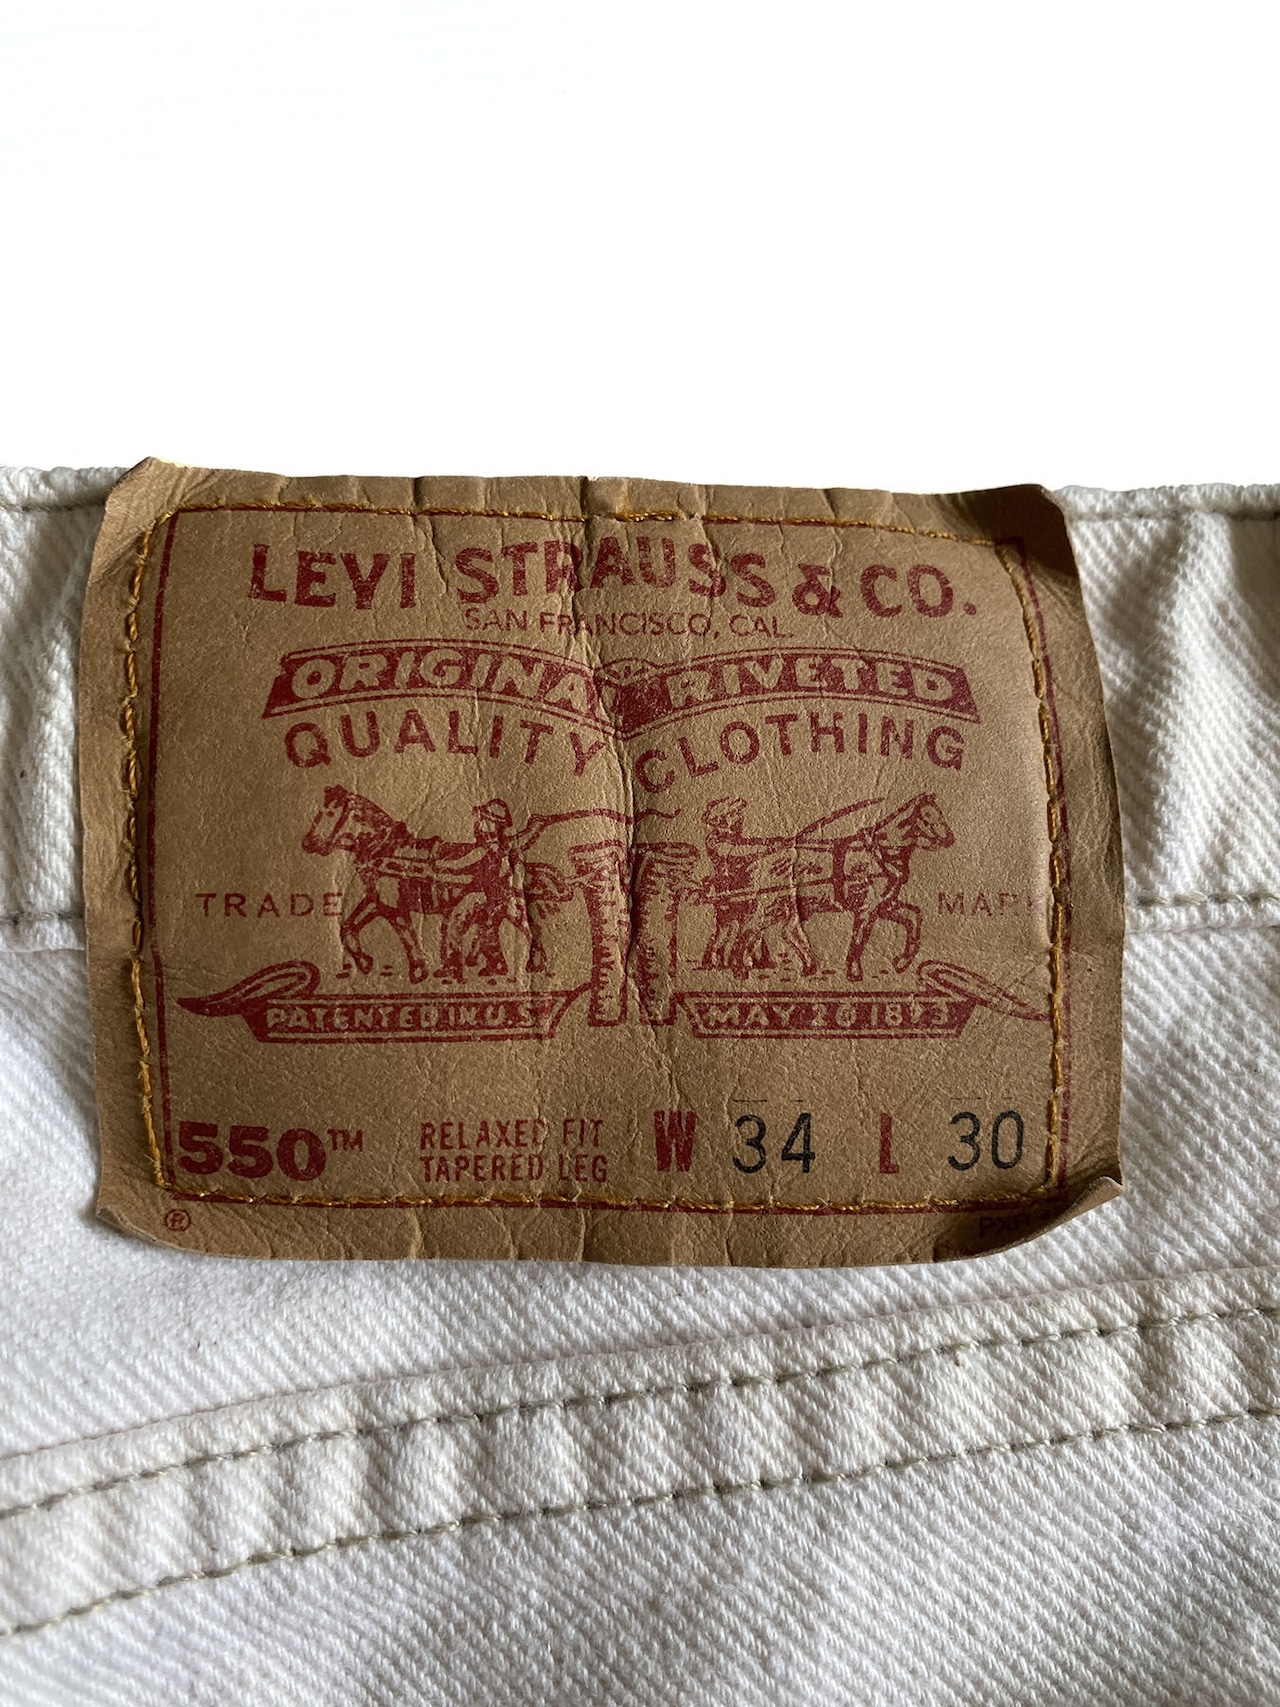 LEVI STRAUSS & CO.
SAN FRANCISCO, CAL.
ORIGINAL RIVETED
QUALITY CLOTHING
TRADE MARK
PATENTED IN U.S.
MAY 20 1873
550™ RELAXED FIT TAPERED LEG W 34 L 30
®